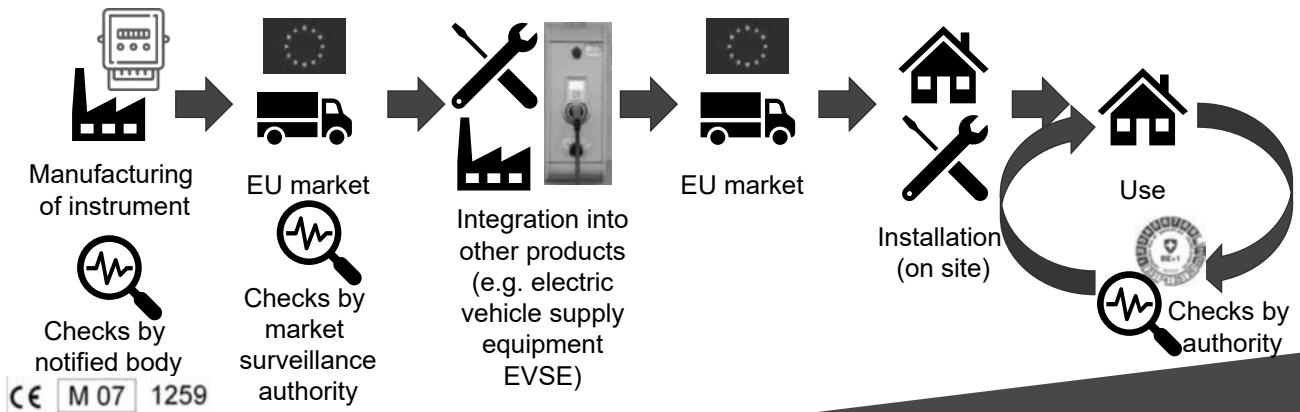 Manufacturing
of instrument
Checks by
notified body
CE M 07 1259
EU market
Checks by
market
surveillance
authority
Integration into
other products
(e.g. electric
vehicle supply
equipment
EVSE)
EU market
Installation
(on site)
Use
Checks by
authority